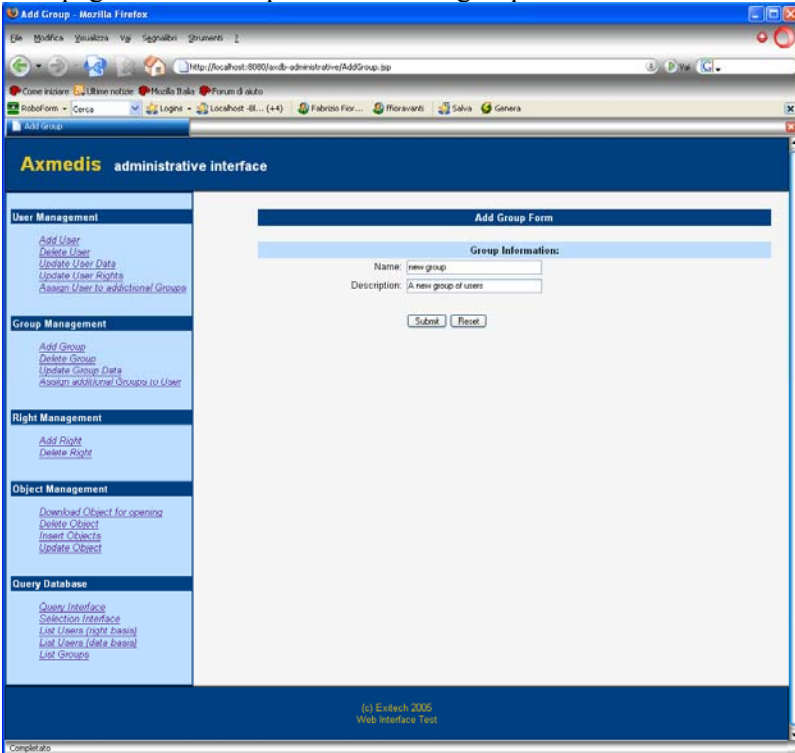 Add Group - Mozilla Firefox
File Modifica Visualizza Vai Segnalibri Strumenti ?
http://localhost:8080/axdb-administrative/AddGroup.jsp
Vai
Come iniziare Ultime notizie Mozilla Italia Forum di aiuto
RoboForm Cerca Logins Localhost -8(... (+4) Fabrizio Fior... ffioravanti Salva Genera
Add Group
Axmedis administrative interface
User Management
Add User
Delete User
Update User Data
Update User Rights
Assign User to addictional Groups
Group Management
Add Group
Delete Group
Update Group Data
Assign additional Groups to User
Right Management
Add Right
Delete Right
Object Management
Download Object for opening
Delete Object
Insert Objects
Update Object
Query Database
Query Interface
Selection Interface
List Users (right basis)
List Users (data basis)
List Groups
Add Group Form
Group Information:
Name: new group
Description: A new group of users
Submit Reset
(c) Exitech 2005
Web Interface Test
Completato